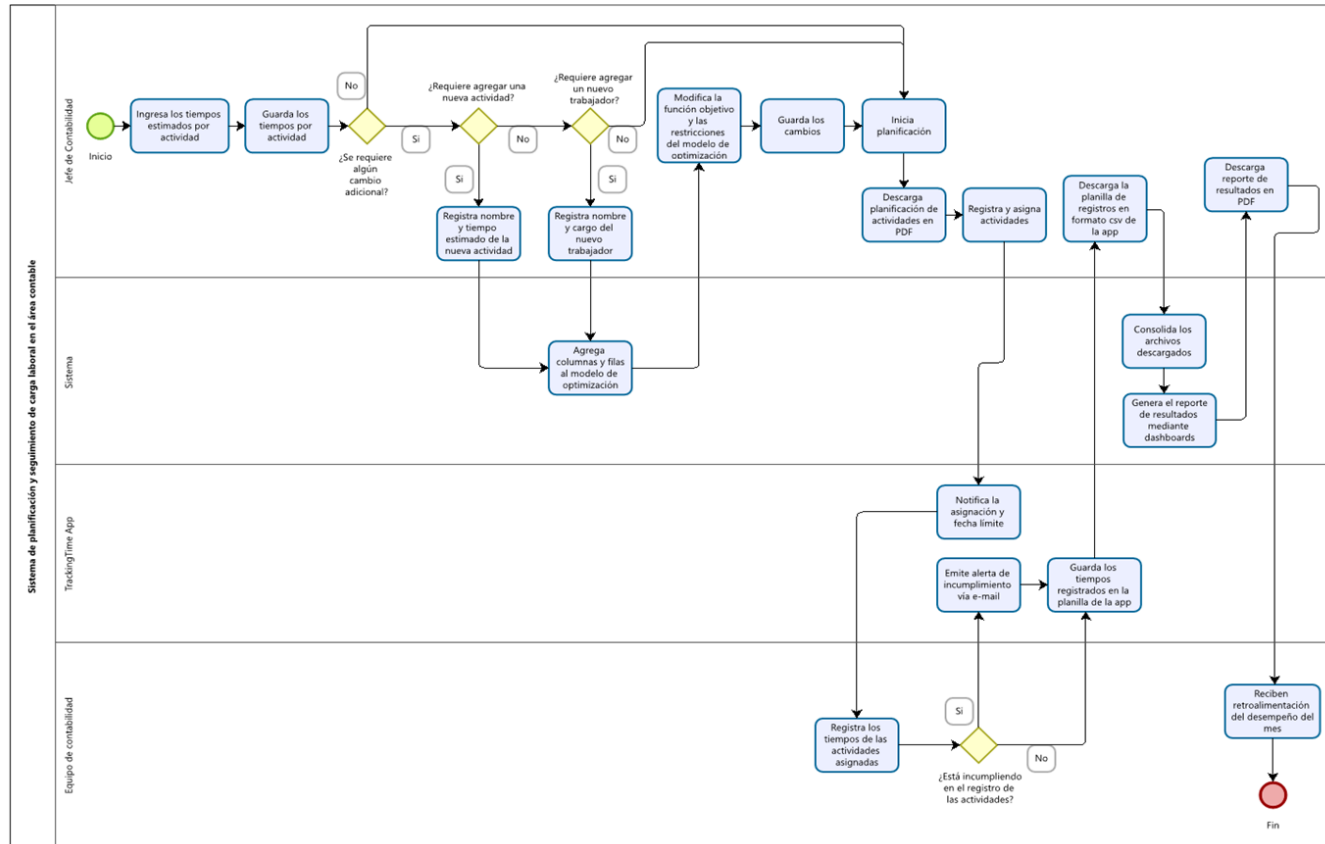 Sistema de planificación y seguimiento de carga laboral en el área contable
Jefe de Contabilidad
Inicio
Ingresa los tiempos
estimados por
actividad
Guarda los
tiempos por
actividad
No
¿Se requiere
algún
cambio
adicional?
Si
¿Requiere agregar una
nueva actividad?
No
Si
¿Requiere agregar
un nuevo
trabajador?
No
Si
Registra nombre
y tiempo
estimado de la
nueva actividad
Registra nombre
y cargo del
nuevo
trabajador
Modifica la
función objetivo
y las
restricciones
del modelo de
optimización
Guarda los
cambios
Inicia
planificación
Descarga
planificación de
actividades en
PDF
Registra y asigna
actividades
Descarga la
planilla de
registros en
formato csv de
la app
Descarga
reporte de
resultados en
PDF
Sistema
Agrega
columnas y filas
al modelo de
optimización
Consolida los
archivos
descargados
Genera el reporte
de resultados
mediante
dashboards
TrackingTime App
Notifica la
asignación y
fecha límite
Emite alerta de
incumplimiento
vía e-mail
Guarda los
tiempos
registrados en la
planilla de la app
Equipo de contabilidad
Registra los
tiempos de las
actividades
asignadas
Si
No
¿Está incumpliendo
en el registro de
las actividades?
Reciben
retroalimentación
del desempeño del
mes
Fin